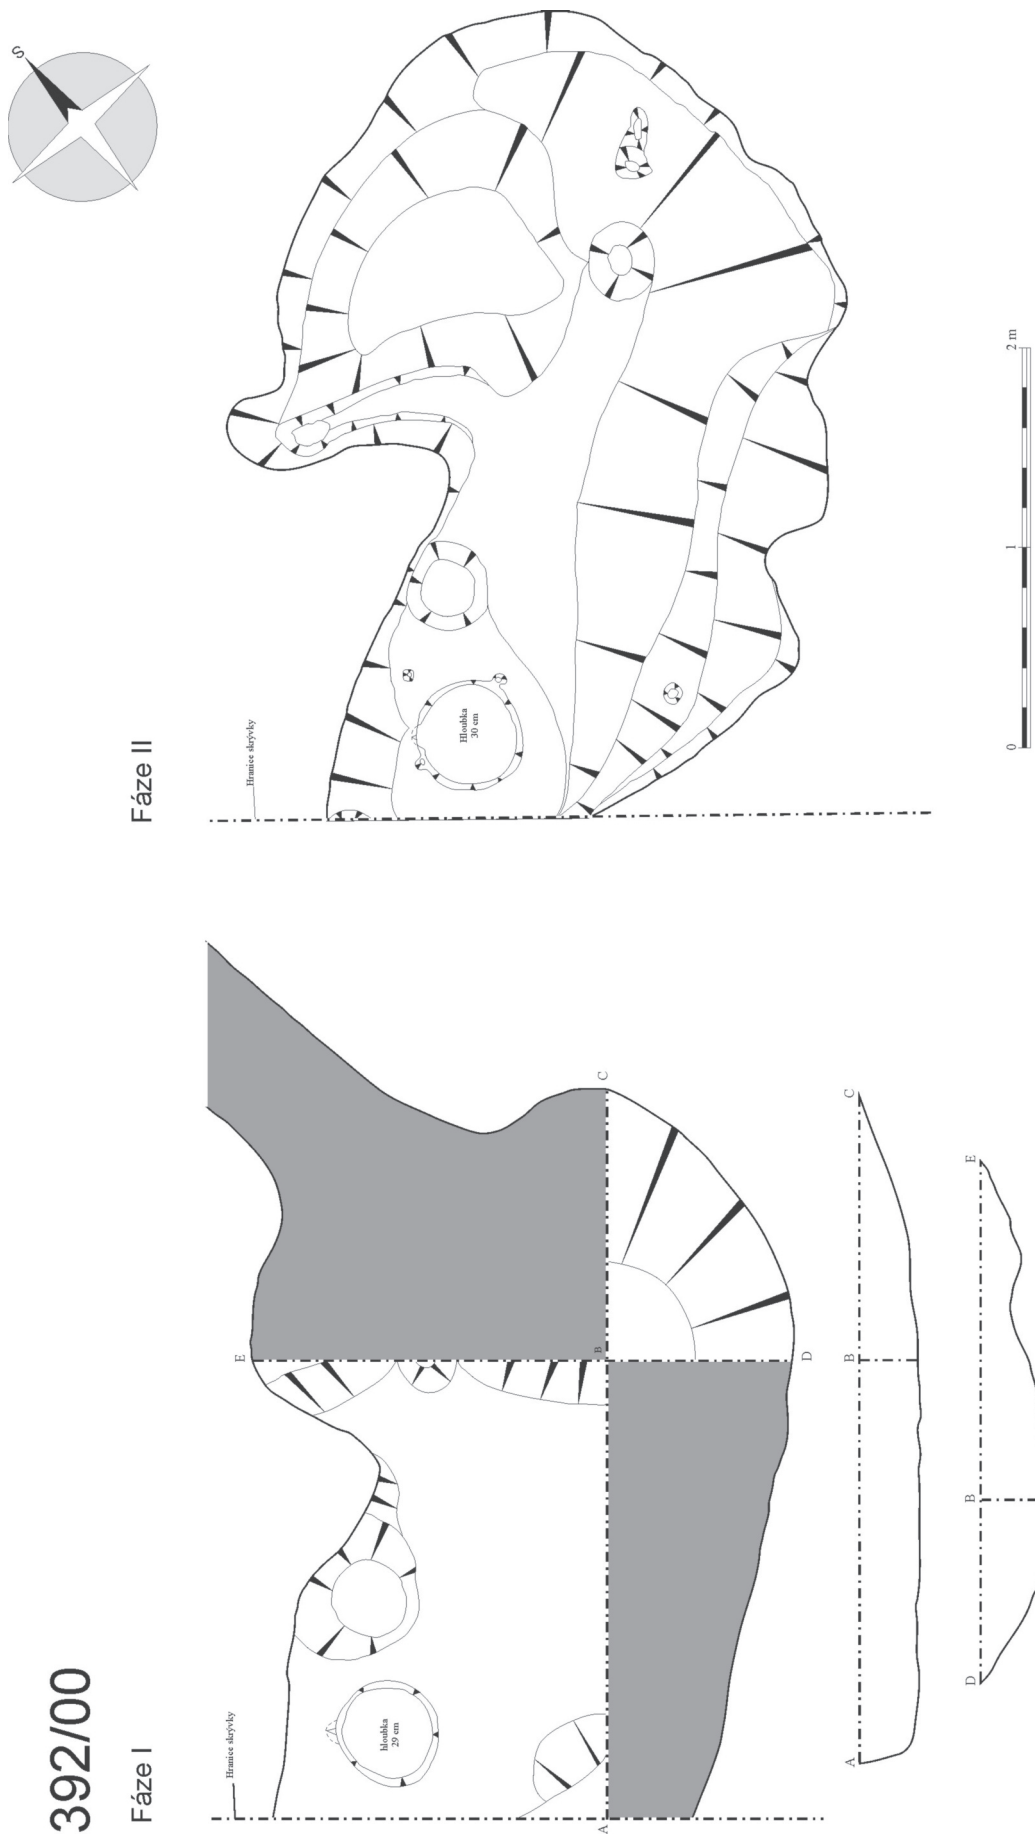 392/00
Fáze I
Hranice skrývky
hloubka
29 cm
E
B
C
A
D
A
B
C
D
B
E
Fáze II
Hranice skrývky
Hloubka
30 cm
S
0
1
2 m